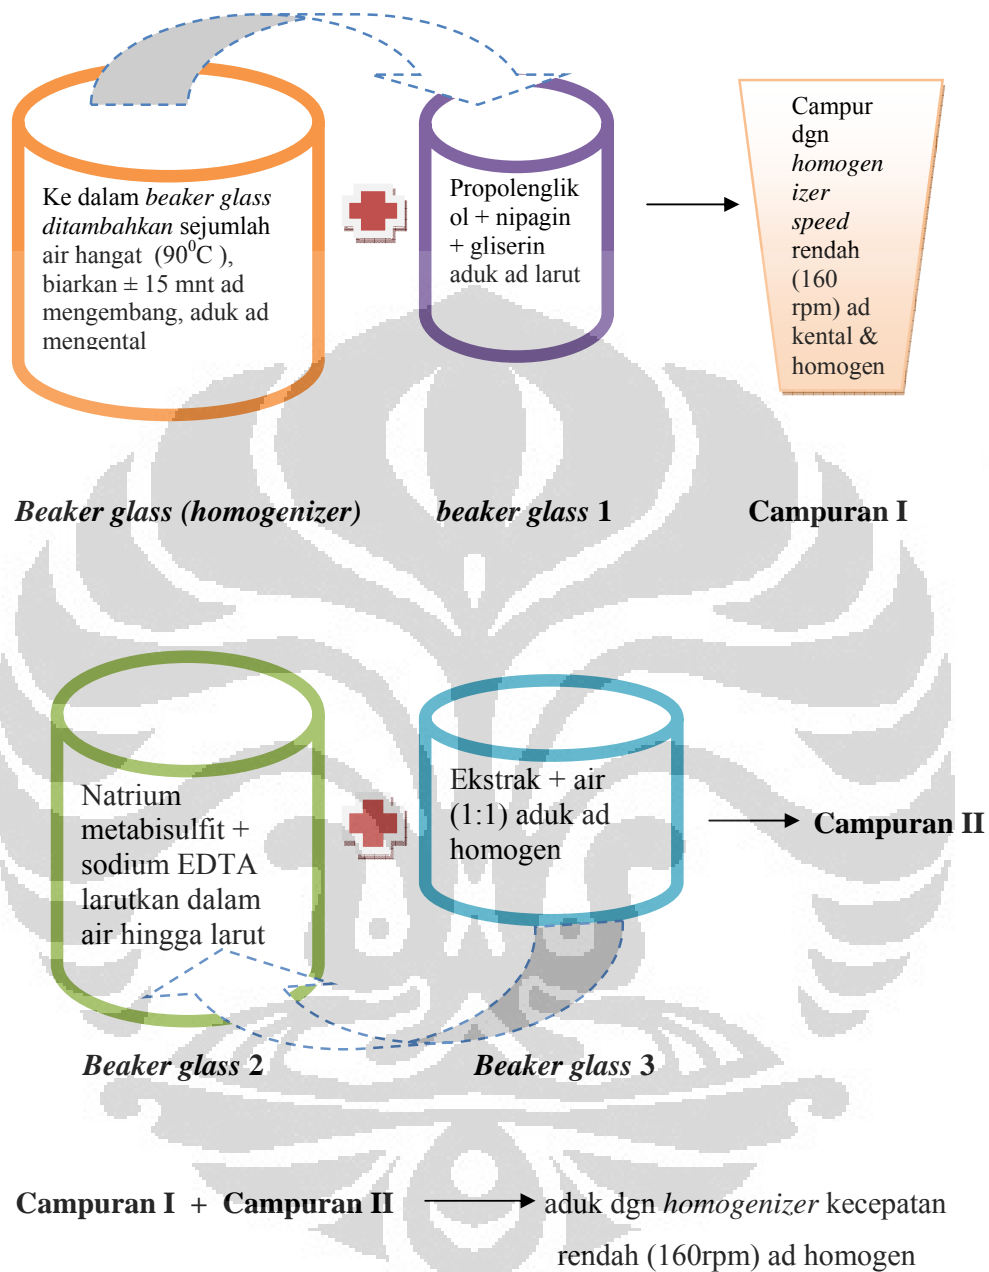 Ke dalam beaker glass
ditambahkan sejumlah
air hangat (90⁰C ),
biarkan ± 15 mnt ad
mengembang, aduk ad
mengental
Propolenglik
ol + nipagin
+ gliserin
aduk ad larut
Campur
dgn
homogen
izer
speed
rendah
(160
rpm) ad
kental &
homogen
Beaker glass (homogenizer)
beaker glass 1
Campuran I
Natrium
metabisulfit +
sodium EDTA
larutkan dalam
air hingga larut
Ekstrak + air
(1:1) aduk ad
homogen
Campuran II
Beaker glass 2
Beaker glass 3
Campuran I + Campuran II
aduk dgn homogenizer kecepatan
rendah (160rpm) ad homogen